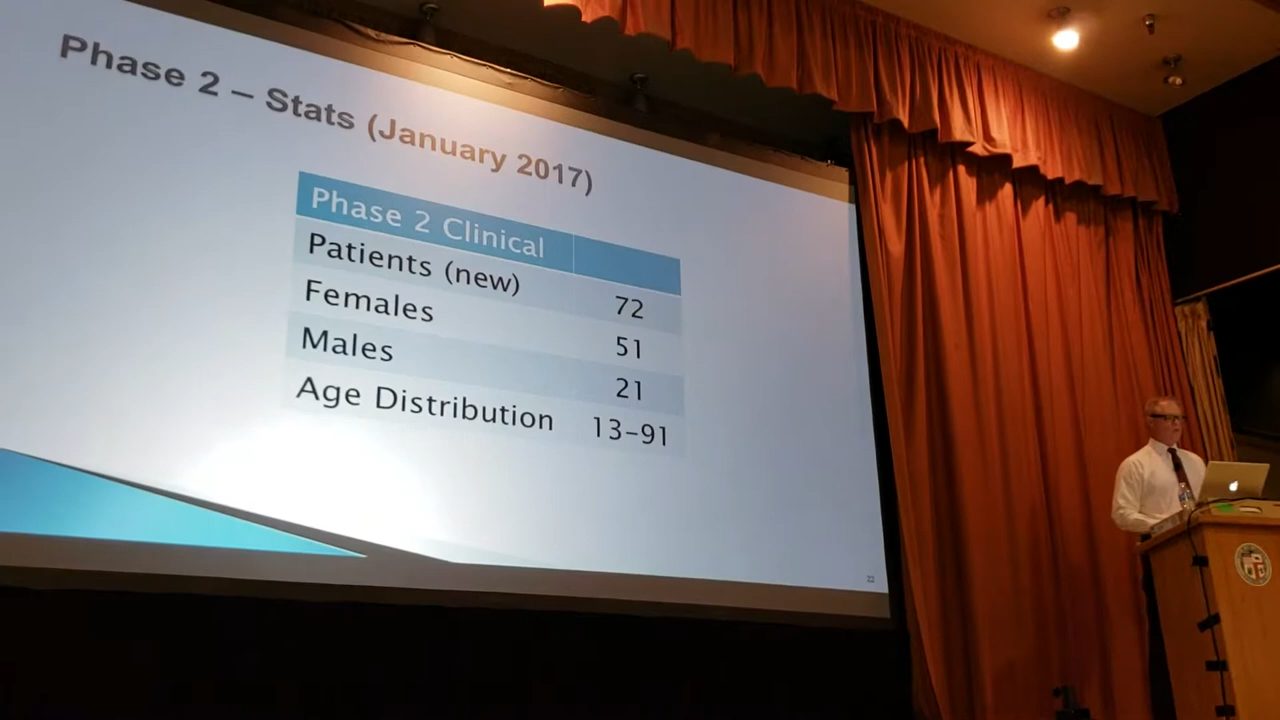 Phase 2 – Stats (January 2017)
Phase 2 Clinical
Patients (new) 72
Females 51
Males 21
Age Distribution 13-91
22